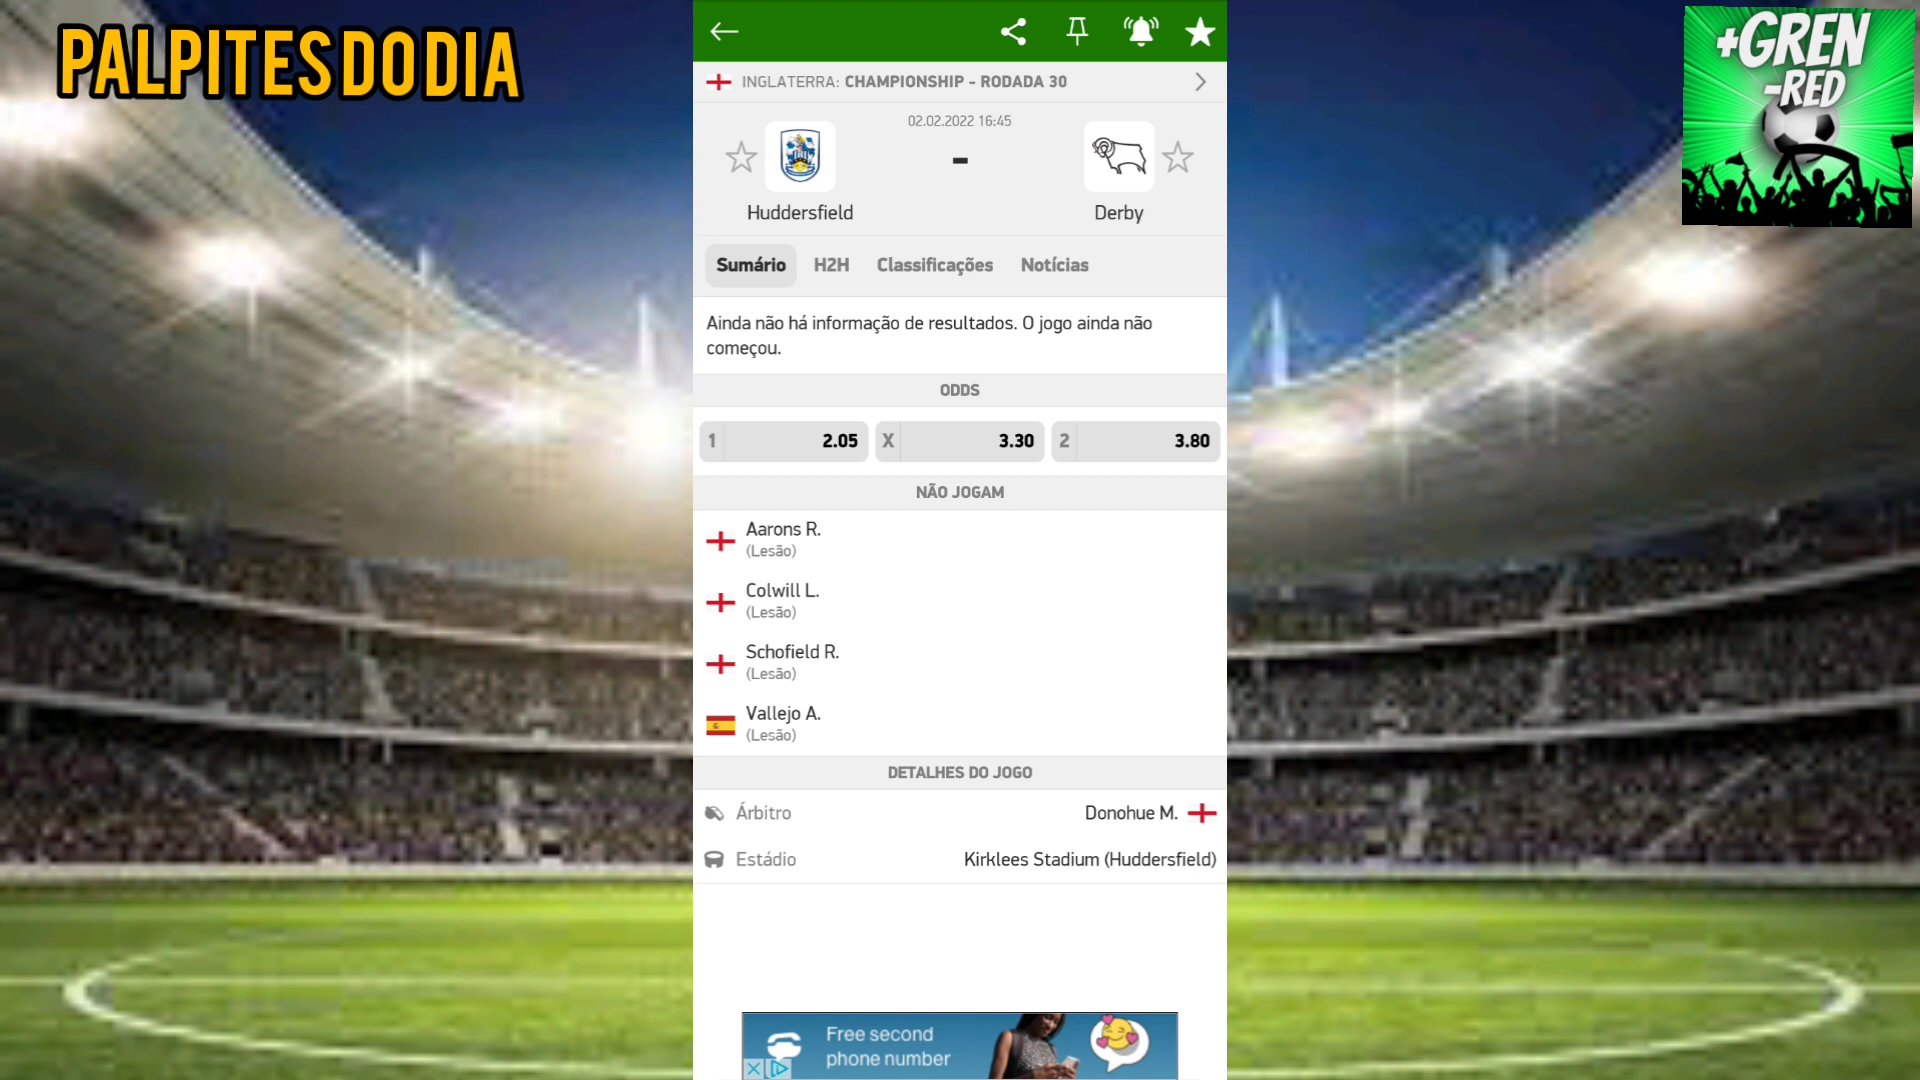 PALPITES DO DIA
+GREN
-RED
INGLATERRA: CHAMPIONSHIP - RODADA 30
02.02.2022 16:45
-
Huddersfield
Derby
Sumário H2H Classificações Notícias
Ainda não há informação de resultados. O jogo ainda não
começou.
ODDS
1 2.05 X 3.30 2 3.80
NÃO JOGAM
Aarons R.
(Lesão)
Colwill L.
(Lesão)
Schofield R.
(Lesão)
Vallejo A.
(Lesão)
DETALHES DO JOGO
Árbitro Donohue M.
Estádio Kirklees Stadium (Huddersfield)
Free second
phone number